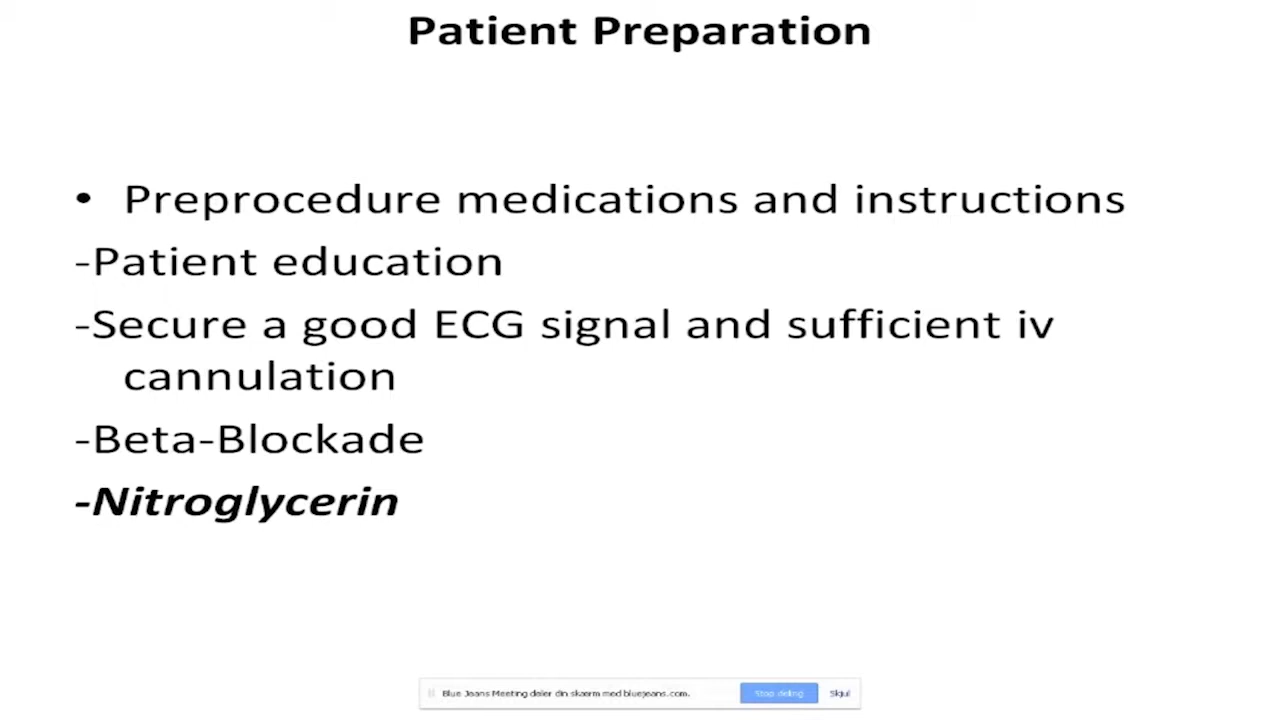 Patient Preparation
• Preprocedure medications and instructions
-Patient education
-Secure a good ECG signal and sufficient iv
cannulation
-Beta-Blockade
-Nitroglycerin
Blue Jeans Meeting deler din skærm med bluejeans.com. Stop deling Skjul